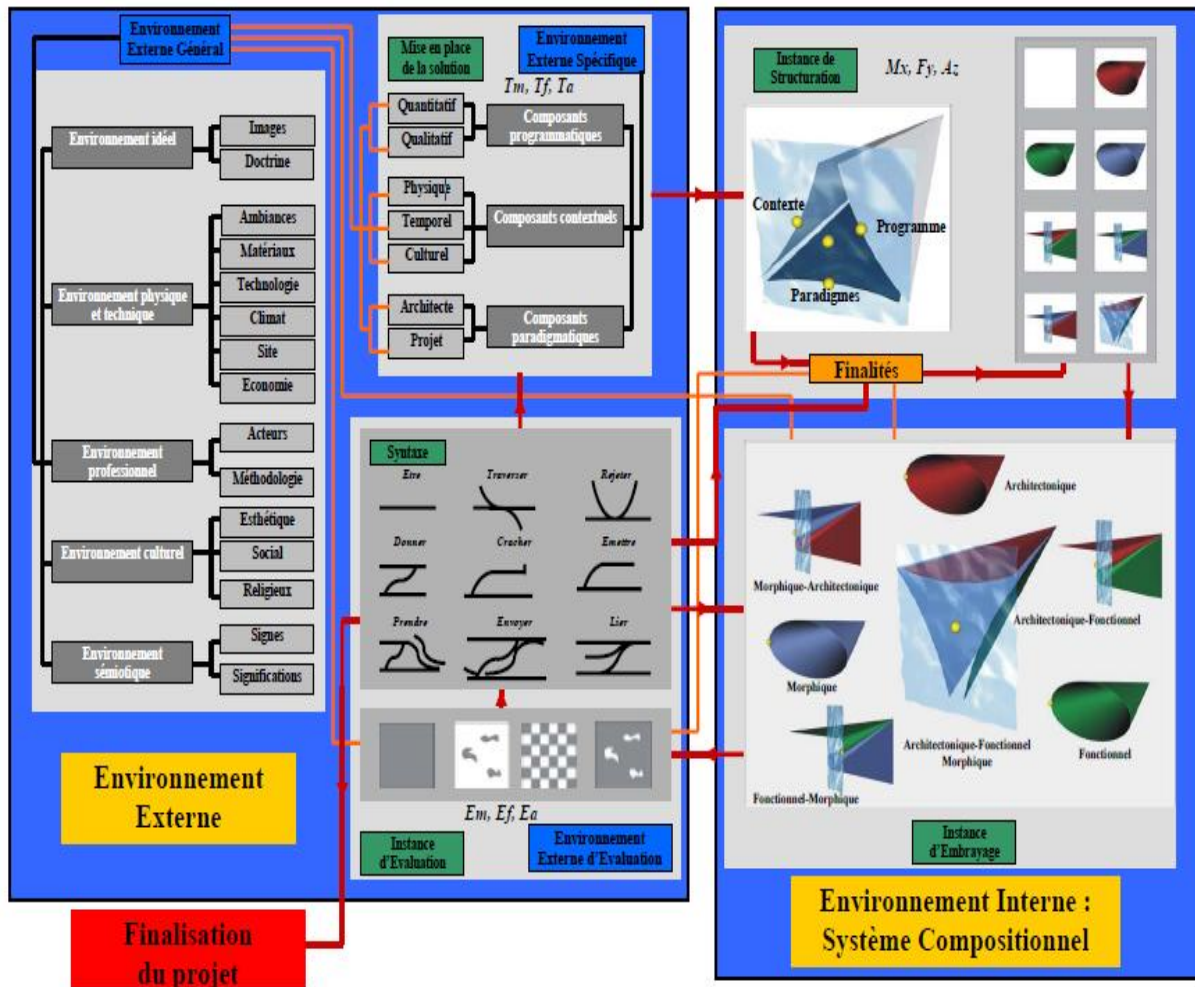 Environnement
Externe Général
Environnement idéel
Images
Doctrine
Environnement physique
et technique
Ambiances
Matériaux
Technologie
Climat
Site
Economie
Environnement
professionnel
Acteurs
Méthodologie
Environnement culturel
Esthétique
Social
Religieux
Environnement
sémiotique
Signes
Significations
Environnement
Externe
Finalisation
du projet
Mise en place
de la solution
Environnement
Externe Spécifique
Tm, Tf, Ta
Quantitatif
Qualitatif
Composants
programmatiques
Physique
Temporel
Culturel
Composants contextuels
Architecte
Projet
Composants
paradigmatiques
Syntaxe
Etre
Traverser
Rejeter
Donner
Cracher
Emettre
Prendre
Envoyer
Lier
Em, Ef, Ea
Instance
d'Evaluation
Environnement
Externe d'Evaluation
Instance de
Structuration
Mx, Fy, Az
Contexte
Programme
Paradigmes
Finalités
Architectonique
Morphique-Architectonique
Architectonique-Fonctionnel
Morphique
Architectonique-Fonctionnel
Morphique
Fonctionnel
Fonctionnel-Morphique
Instance
d'Embrayage
Environnement Interne :
Système Compositionnel